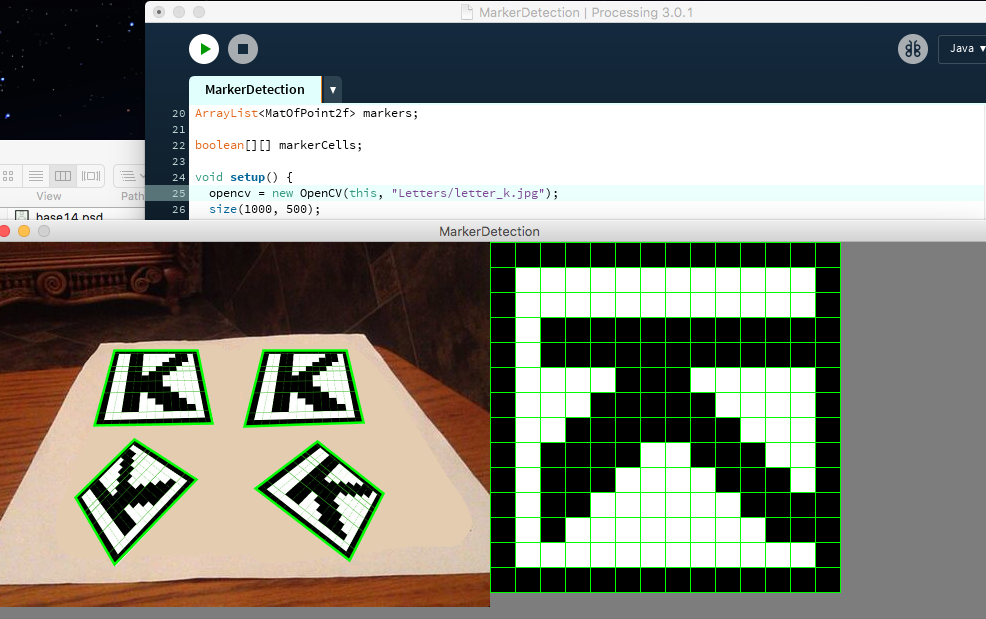 MarkerDetection | Processing 3.0.1
Java
MarkerDetection
20 ArrayList<MatOfPoint2f> markers;
21
22 boolean[][] markerCells;
23
24 void setup() {
25 opencv = new OpenCV(this, "Letters/letter_k.jpg");
26 size(1000, 500);
View
Path
base14.psd
MarkerDetection
K K
K K